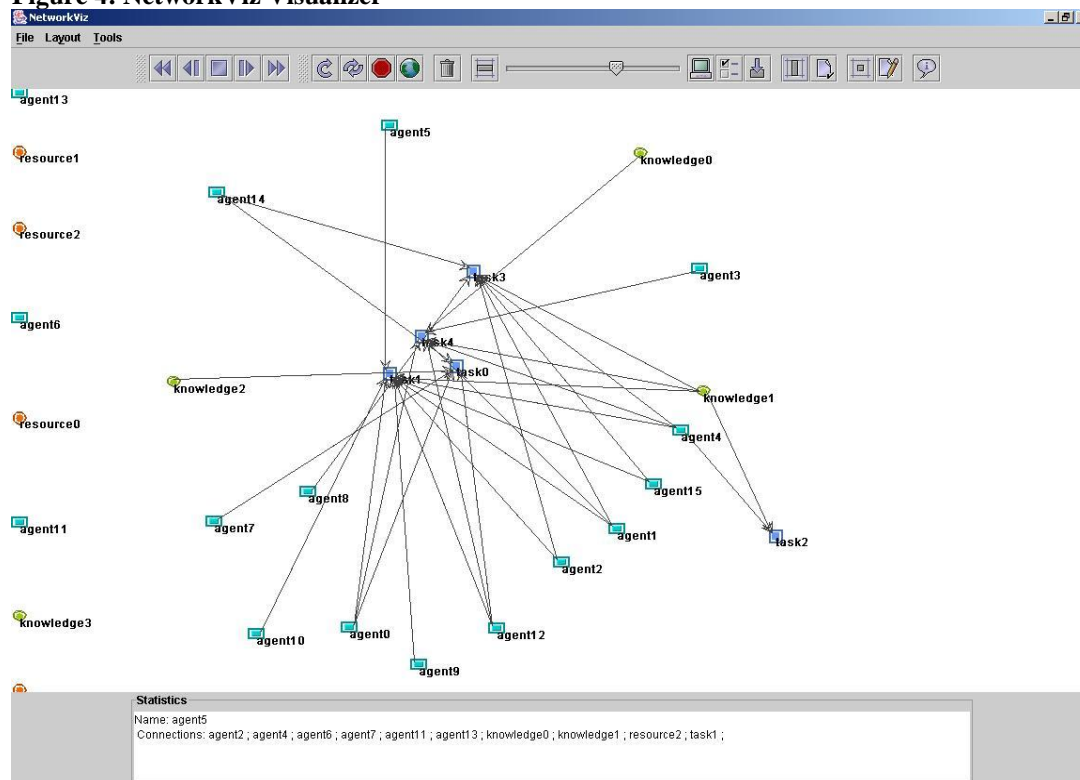 Figure 4: NetworkViz Visualizer
NetworkViz
File Layout Tools
agent13
agent5
resource1
knowledge0
agent14
resource2
agent3
task3
agent6
task4
task0
task1
knowledge2
knowledge1
resource0
agent4
agent15
agent8
agent11
agent7
agent1
task2
agent2
knowledge3
agent10
agent0
agent12
agent9
Statistics
Name: agent5
Connections: agent2 ; agent4 ; agent6 ; agent7 ; agent11 ; agent13 ; knowledge0 ; knowledge1 ; resource2 ; task1 ;